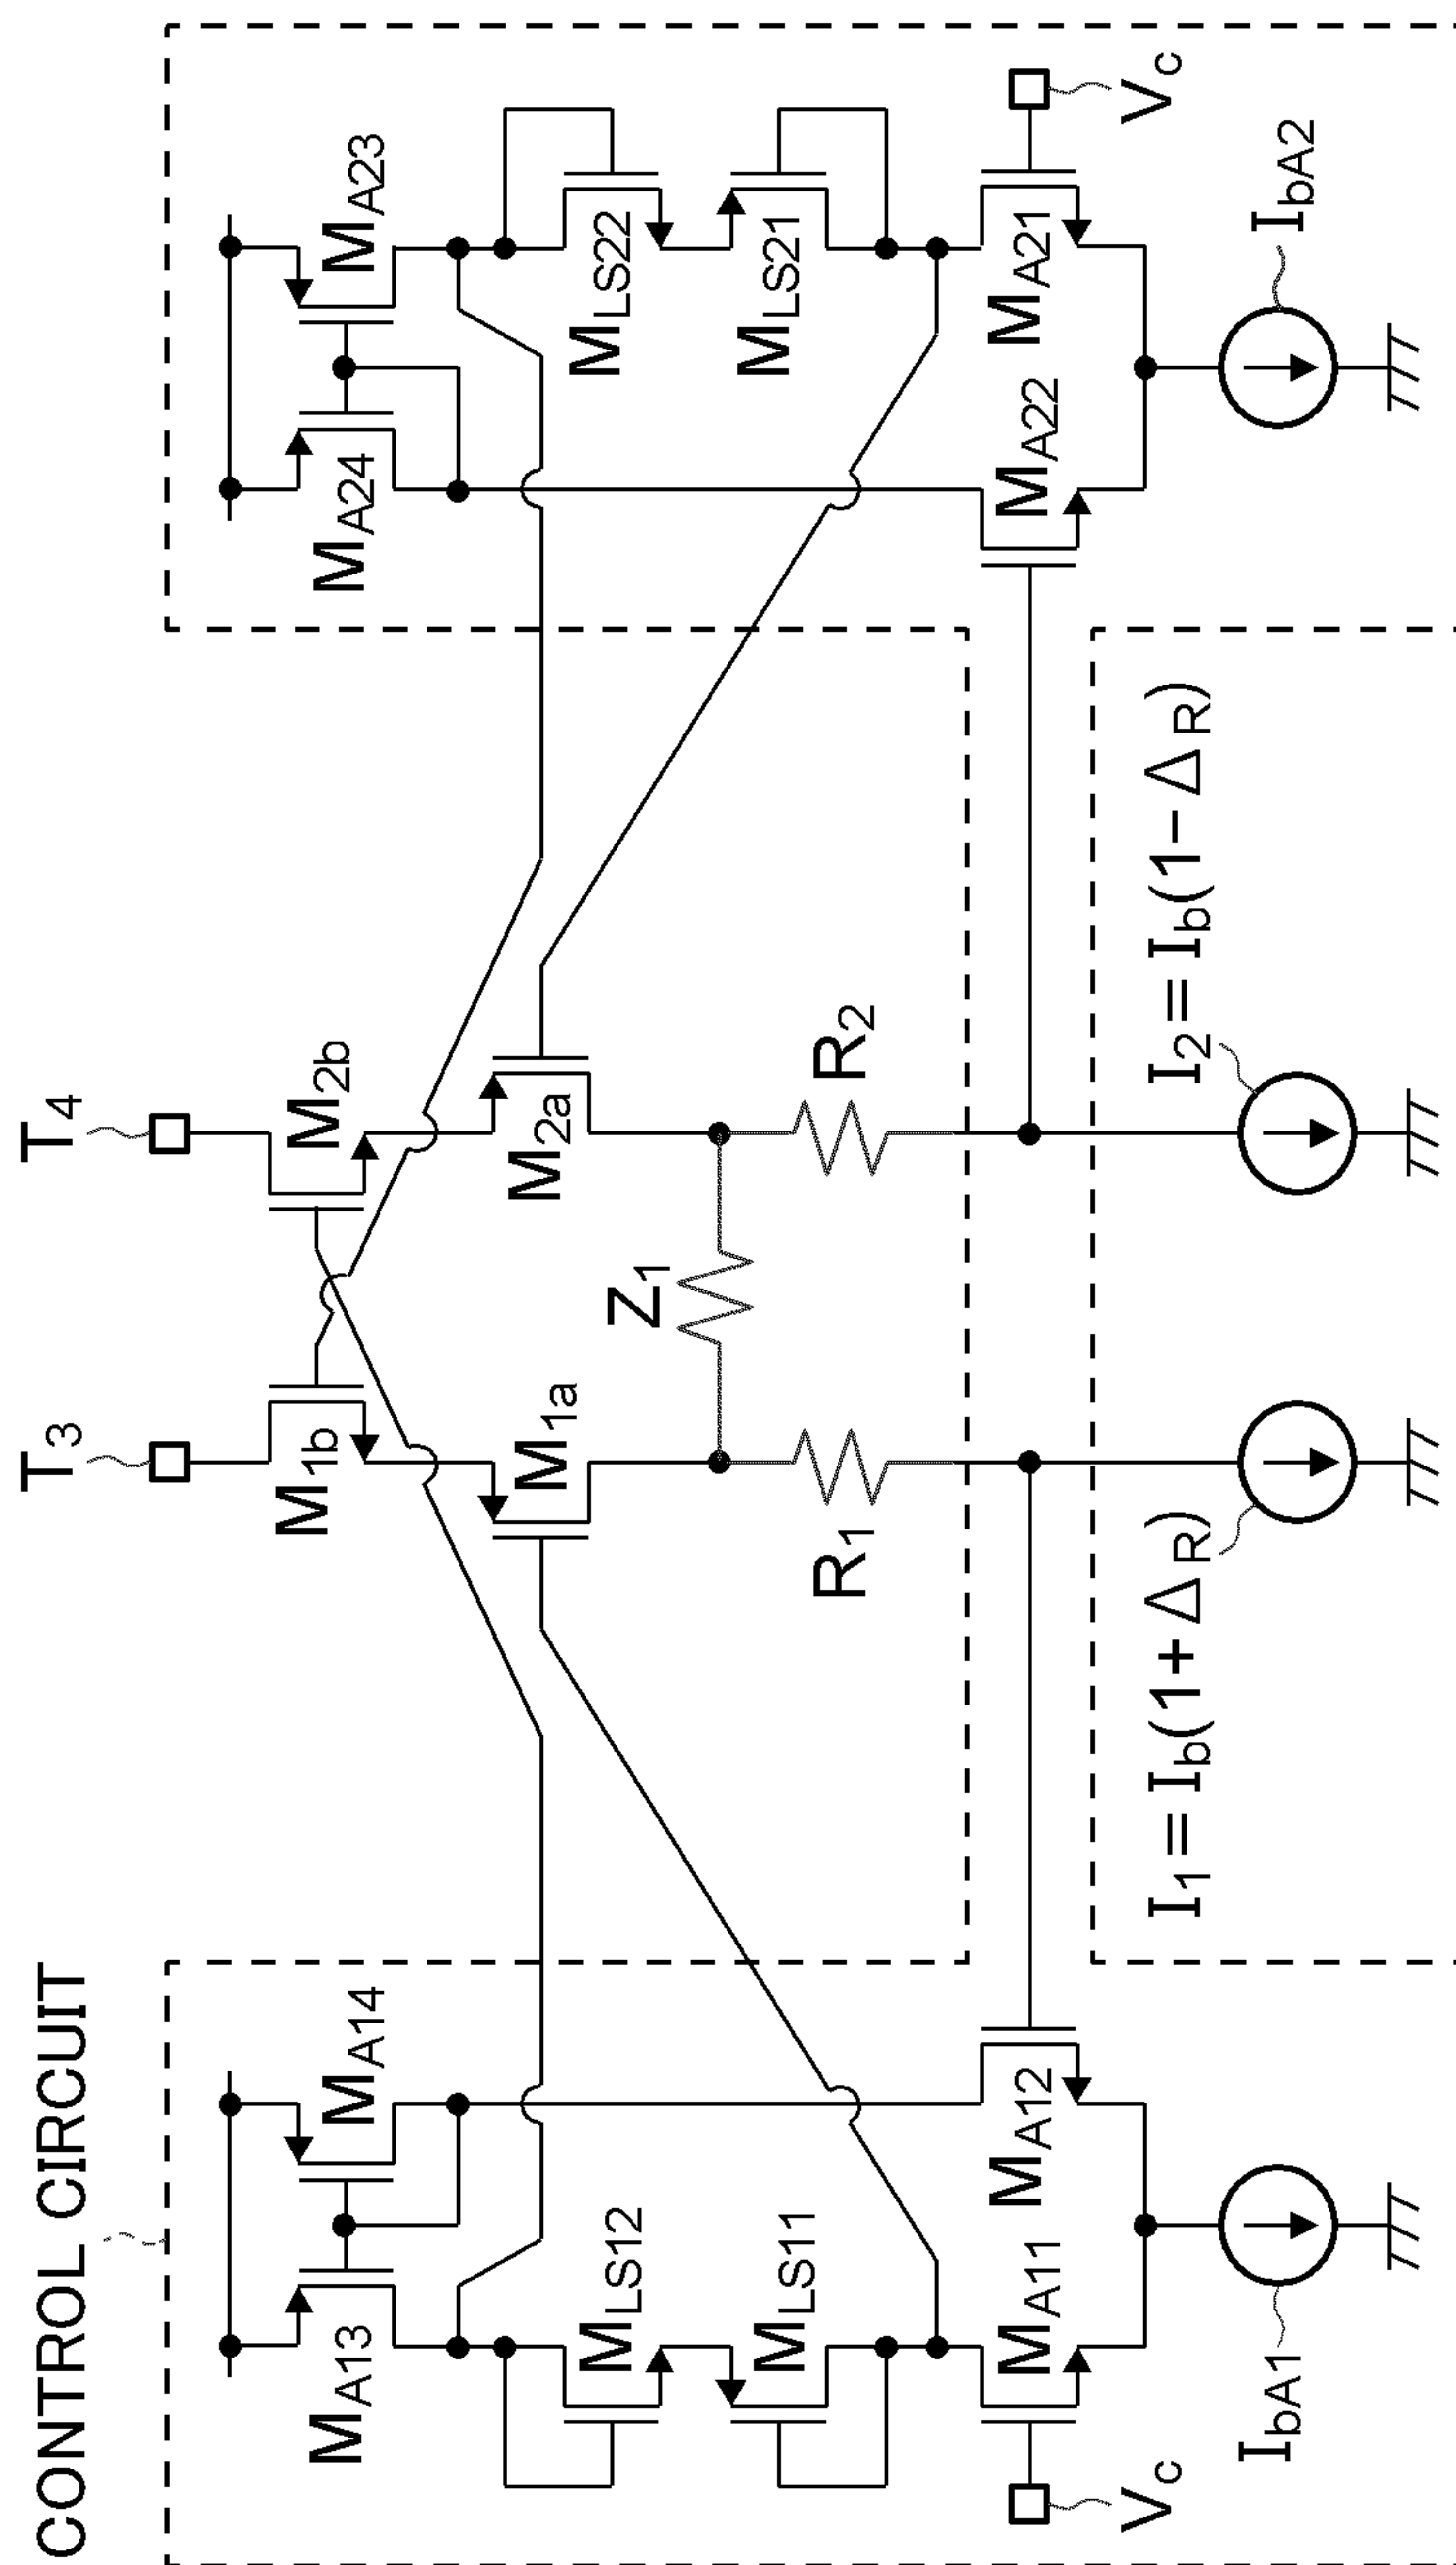 CONTROL CIRCUIT
T3
T4
MA13
MA14
M1b
M2b
MA24
MA23
MLS12
M1a
M2a
MLS22
MLS11
Z1
MLS21
R1
R2
MA11
MA12
MA22
MA21
Vc
Vc
I1=Ib(1+ΔR)
I2=Ib(1-ΔR)
IbA1
IbA2